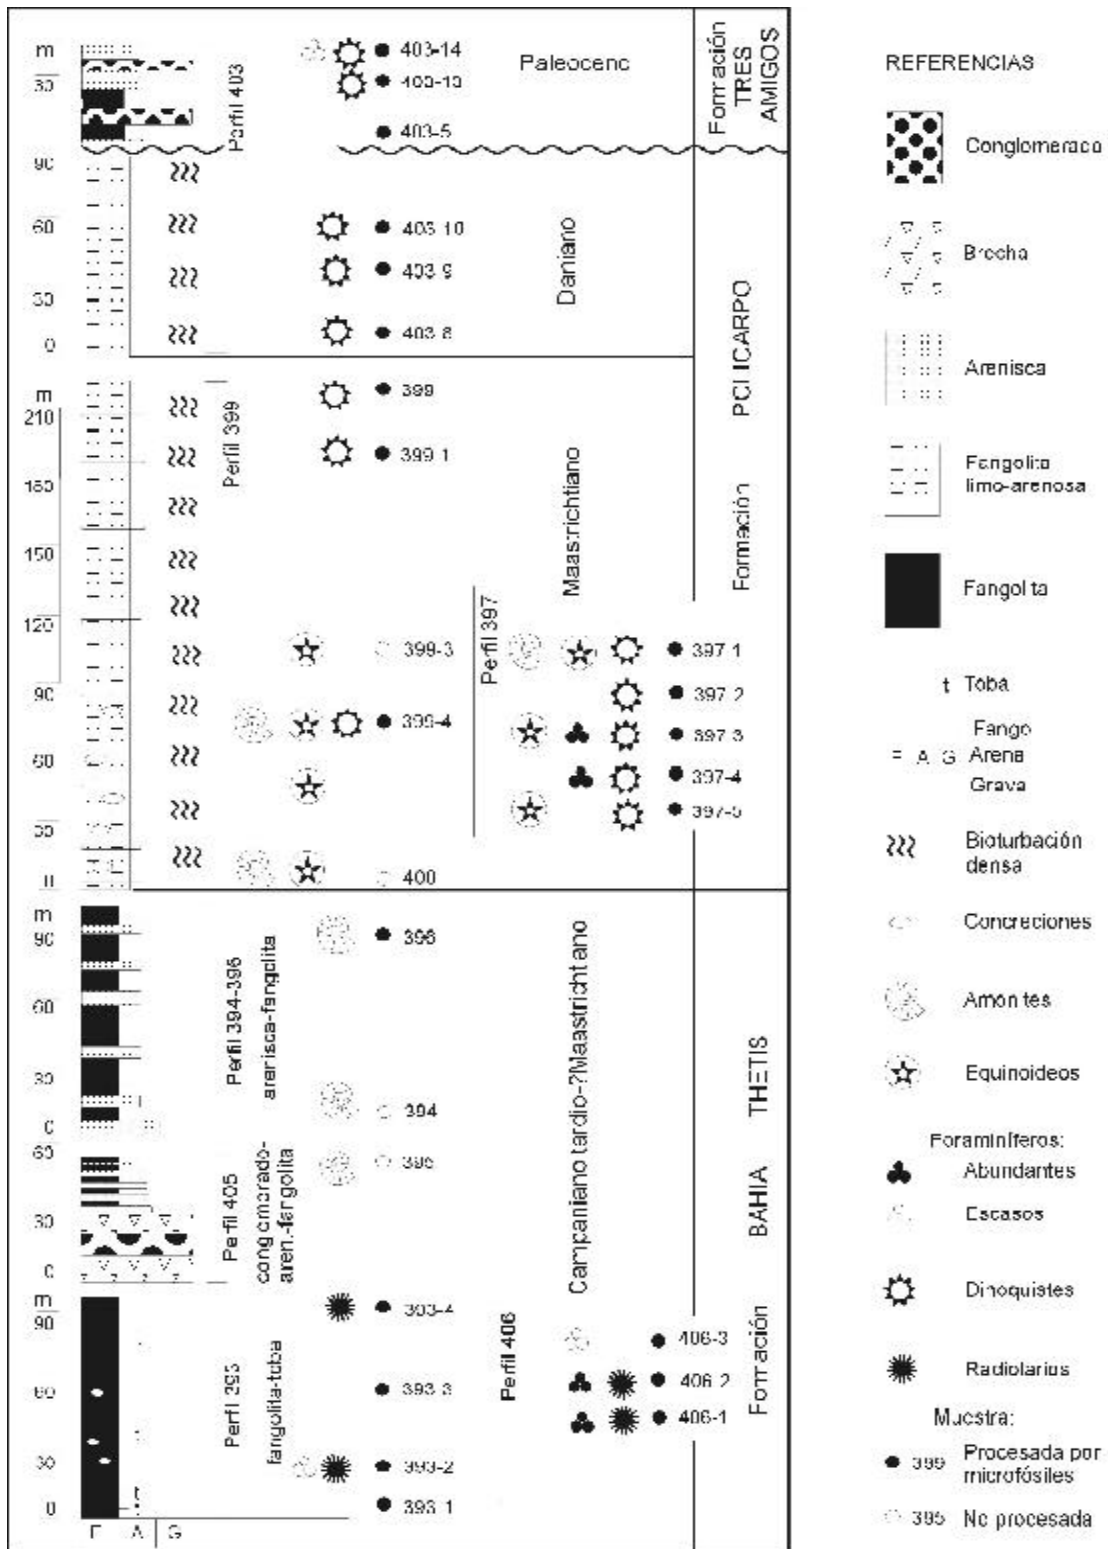 m
30
Perfil 403
403-14
403-13
403-5
Paleoceno
Formación
TRES
AMIGOS
90
60
30
0
403-10
403-9
403-8
Daniano
m
210
180
150
120
90
60
30
0
Perfil 399
399
399-1
399-3
399-4
400
Maastrichtiano
Perfil 397
397-1
397-2
397-3
397-4
397-5
Formación
POLICARPO
m
90
60
30
0
Perfil 394-396
arenisca-fangolita
396
394
60
30
0
Perfil 405
conglomerado-
aren.-fangolita
395
m
90
60
30
0
Perfil 393
fangolita-toba
t
393-4
393-3
393-2
393-1
Campaniano tardio-?Maastrichtiano
Perfil 406
406-3
406-2
406-1
Formación
BAHIA
THETIS
F A G
REFERENCIAS
Conglomerado
Brecha
Arenisca
Fangolita
limo-arenosa
Fangolita
t Toba
Fango
F A G Arena
Grava
Bioturbación
densa
Concreciones
Amonites
Equinoideos
Foraminíferos:
Abundantes
Escasos
Dinoquistes
Radiolarios
Muestra:
399 Procesada por
microfósiles
395 No procesada